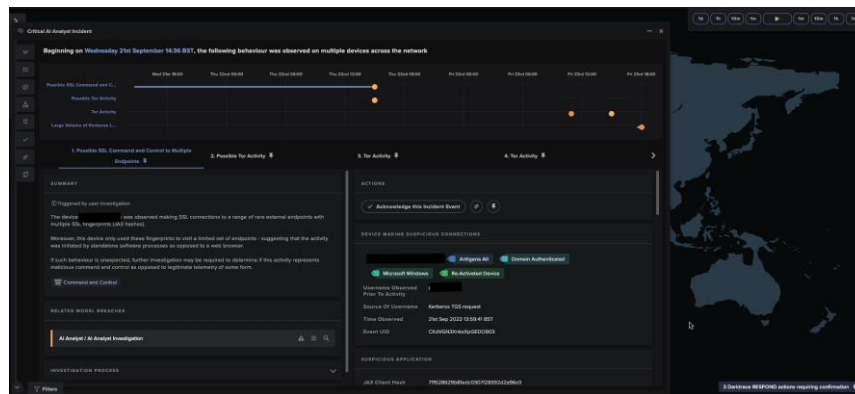 Critical AI Analyst Incident
Beginning on Wednesday 21st September 14:36 BST, the following behaviour was observed on multiple devices across the network
Possible SSL Command and C...
Possible Tor Activity
Tor Activity
Large Volume of Kerberos L...
1. Possible SSL Command and Control to Multiple
Endpoints
2. Possible Tor Activity
3. Tor Activity
4. Tor Activity
SUMMARY
Triggered by user investigation
The device was observed making SSL connections to a range of rare external endpoints with
multiple SSL fingerprints (JA3 hashes).
Moreover, this device only used these fingerprints to visit a limited set of endpoints - suggesting that the activity
was initiated by standalone software processes as opposed to a web browser.
If such behaviour is unexpected, further investigation may be required to determine if this activity represents
malicious command and control as opposed to legitimate telemetry of some form.
Command and Control
RELATED MODEL BREACHES
AI Analyst / AI Analyst Investigation
INVESTIGATION PROCESS
ACTIONS
Acknowledge this Incident Event
DEVICE MAKING SUSPICIOUS CONNECTIONS
Antigena All
Domain Authenticated
Microsoft Windows
Re-Activated Device
Username Observed
Prior To Activity
Source Of Username Kerberos TGS request
Time Observed 21st Sep 2022 13:59:41 BST
Event UID
SUSPICIOUS APPLICATION
JA3 Client Hash
Filters
3 Darktrace RESPOND actions requiring confirmation